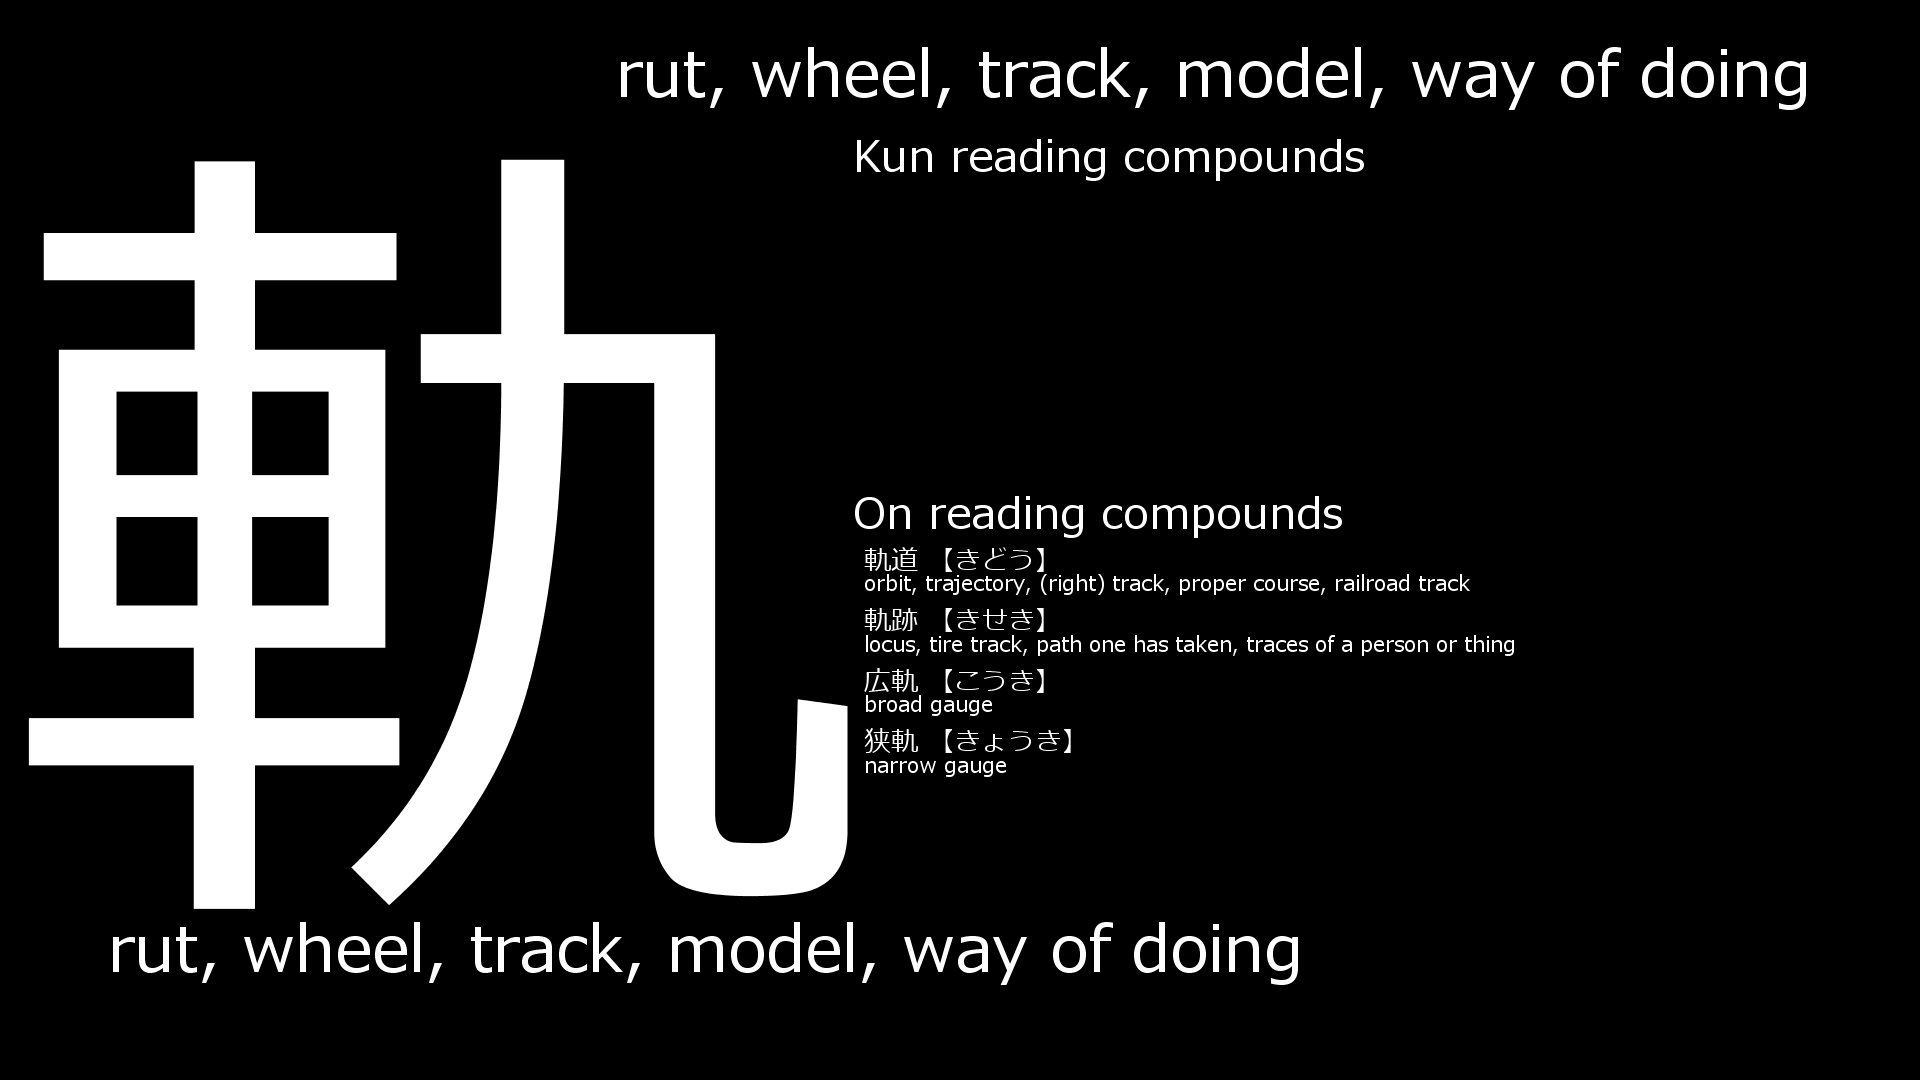 rut, wheel, track, model, way of doing
Kun reading compounds
軌
On reading compounds
軌道 【きどう】
orbit, trajectory, (right) track, proper course, railroad track
軌跡 【きせき】
locus, tire track, path one has taken, traces of a person or thing
広軌 【こうき】
broad gauge
狭軌 【きょうき】
narrow gauge
rut, wheel, track, model, way of doing